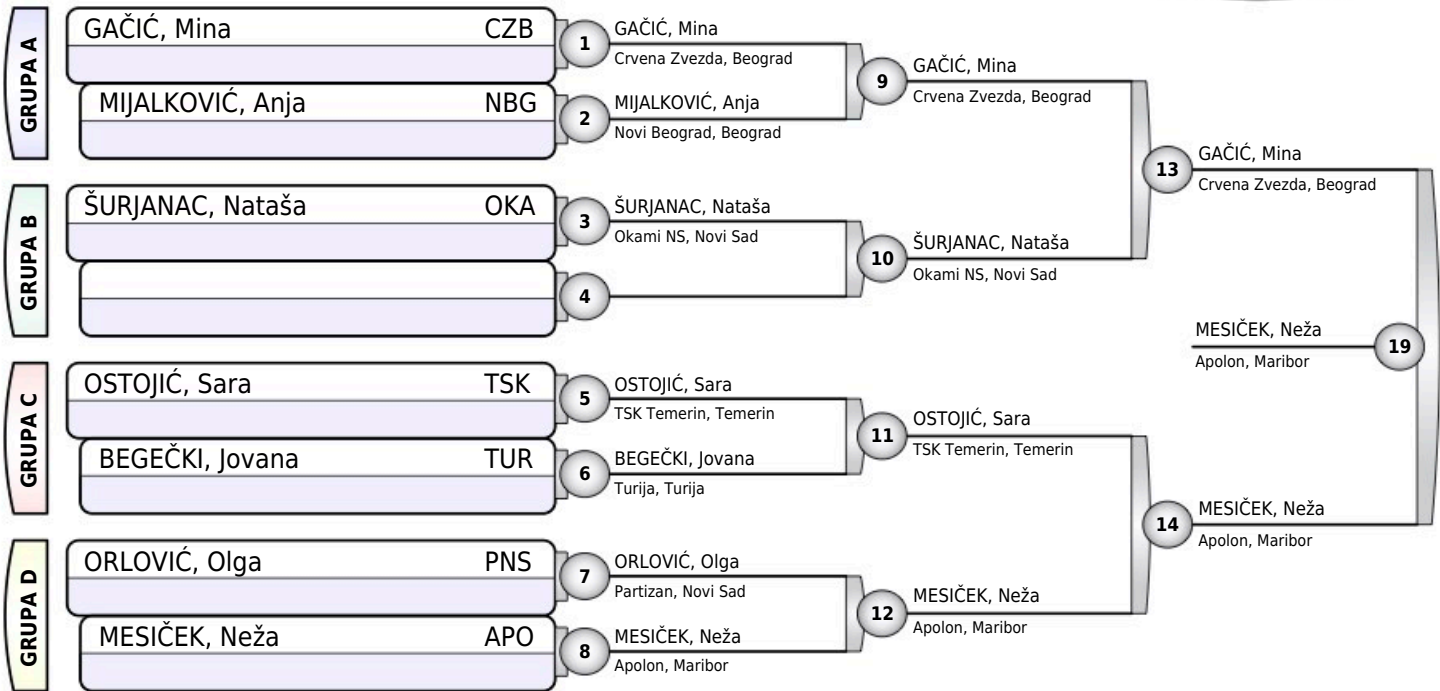 GRUPA A
GAČIĆ, Mina CZB
MIJALKOVIĆ, Anja NBG
GRUPA B
ŠURJANAC, Nataša OKA
GRUPA C
OSTOJIĆ, Sara TSK
BEGEČKI, Jovana TUR
GRUPA D
ORLOVIĆ, Olga PNS
MESIČEK, Neža APO
1
GAČIĆ, Mina
Crvena Zvezda, Beograd
2
MIJALKOVIĆ, Anja
Novi Beograd, Beograd
3
ŠURJANAC, Nataša
Okami NS, Novi Sad
4
5
OSTOJIĆ, Sara
TSK Temerin, Temerin
6
BEGEČKI, Jovana
Turija, Turija
7
ORLOVIĆ, Olga
Partizan, Novi Sad
8
MESIČEK, Neža
Apolon, Maribor
9
GAČIĆ, Mina
Crvena Zvezda, Beograd
10
ŠURJANAC, Nataša
Okami NS, Novi Sad
11
OSTOJIĆ, Sara
TSK Temerin, Temerin
12
MESIČEK, Neža
Apolon, Maribor
13
GAČIĆ, Mina
Crvena Zvezda, Beograd
14
MESIČEK, Neža
Apolon, Maribor
MESIČEK, Neža
19
Apolon, Maribor